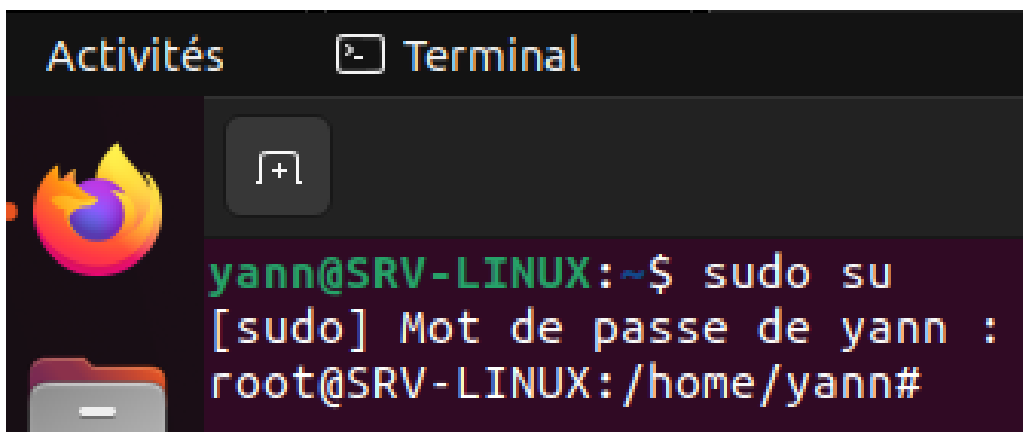 Activités Terminal
yann@SRV-LINUX:~$ sudo su
[sudo] Mot de passe de yann :
root@SRV-LINUX:/home/yann#